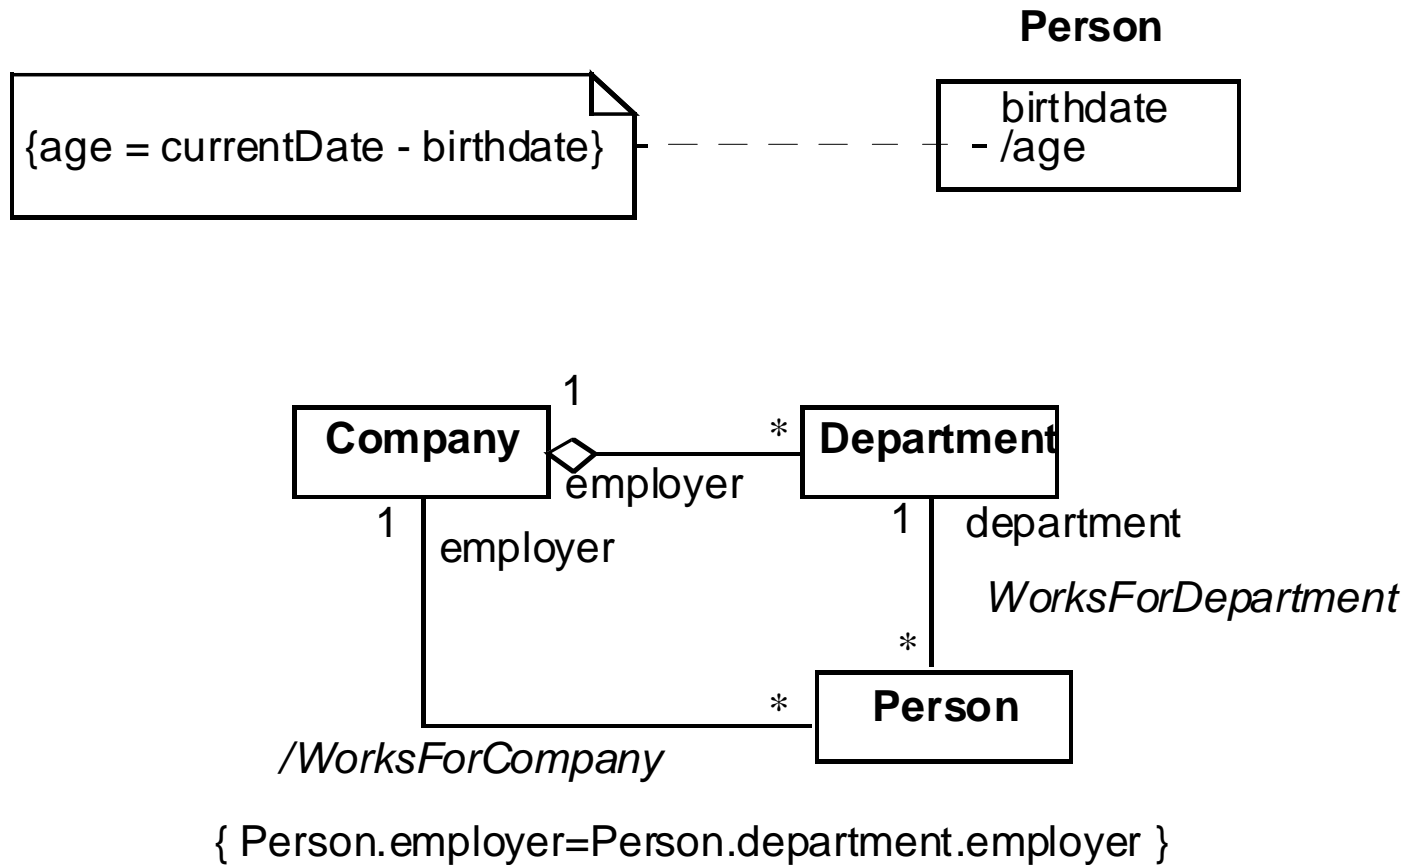 Person
{age = currentDate - birthdate}
birthdate
/age
1
Company
*
Department
employer
1
employer
1
department
WorksForDepartment
*
*
Person
/WorksForCompany
{ Person.employer=Person.department.employer }